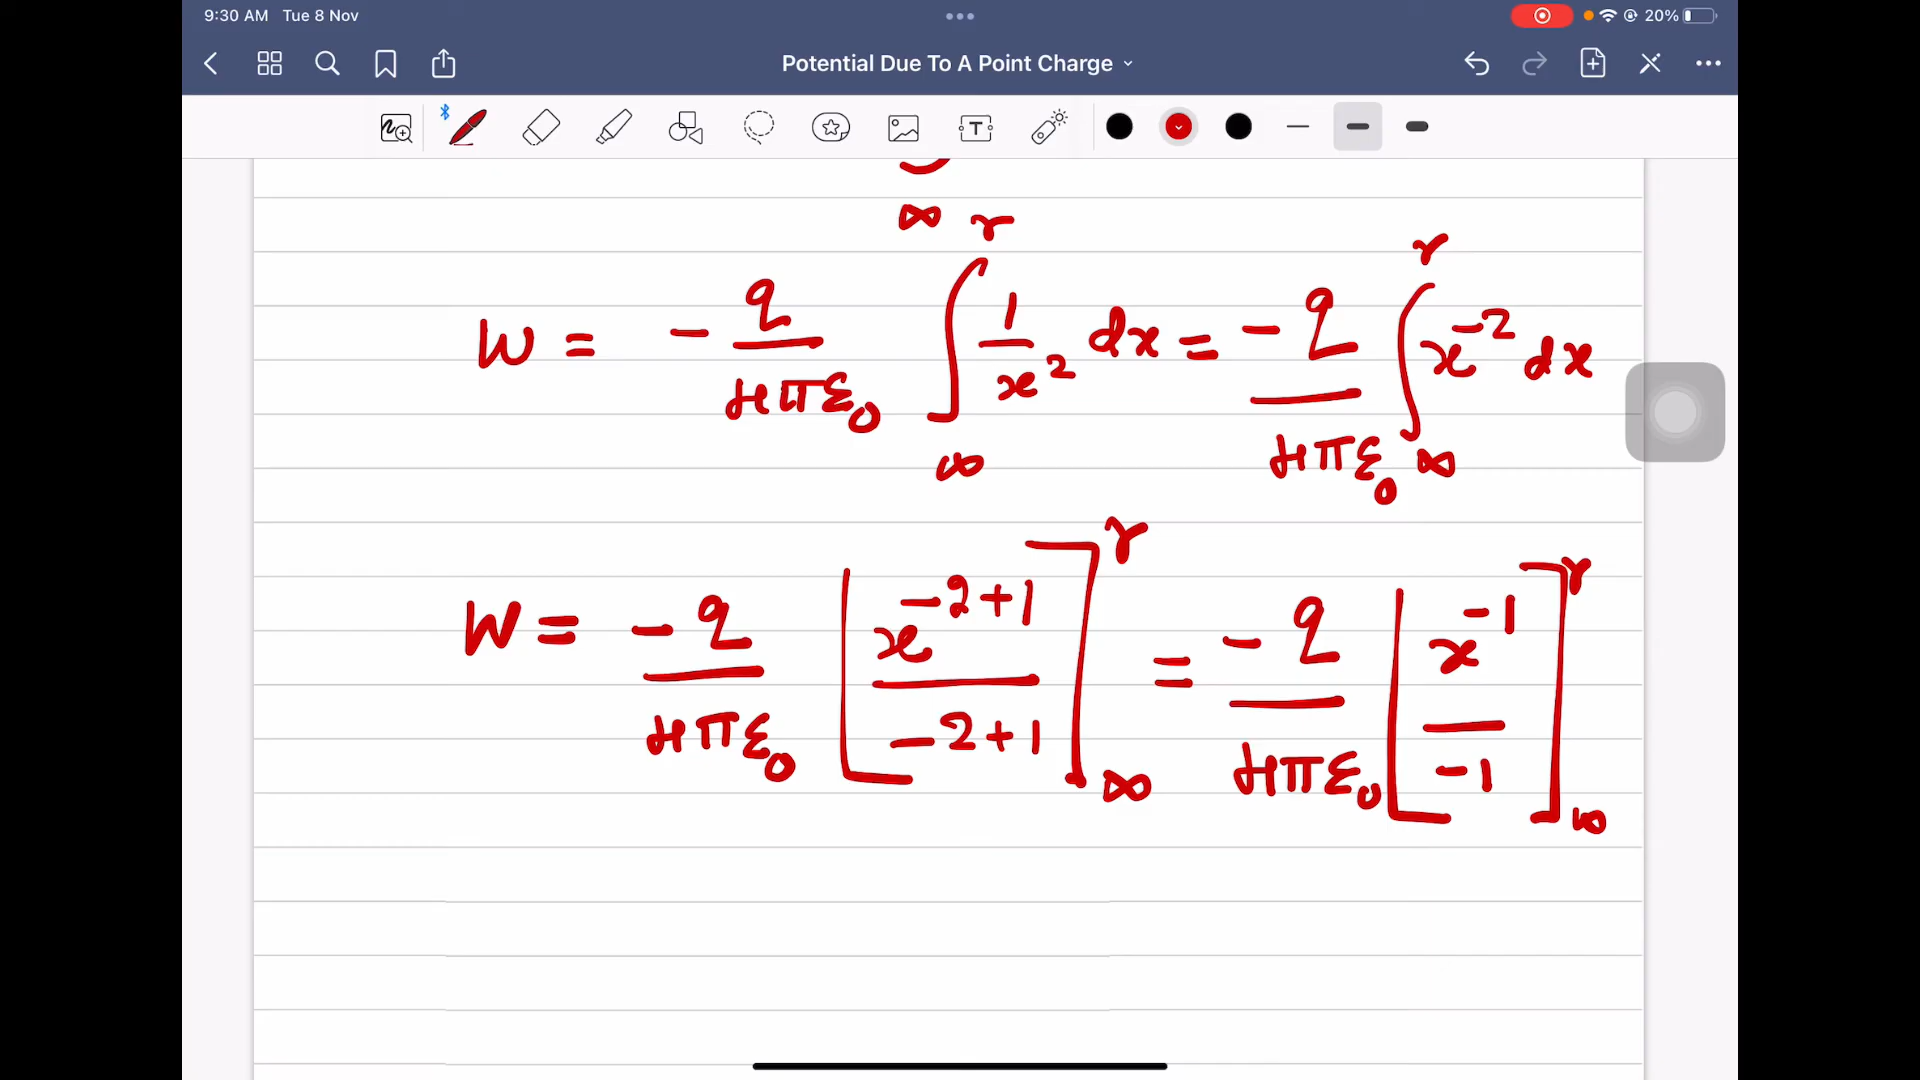 9:30 AM Tue 8 Nov
20%
Potential Due To A Point Charge
T
∞
W = -q/4πε₀ ∫_∞^r 1/x² dx = -q/4πε₀ ∫_∞^r x⁻² dx
W = -q/4πε₀ [x^(-2+1)/-2+1]_∞^r = -q/4πε₀ [x⁻¹/-1]_∞^r